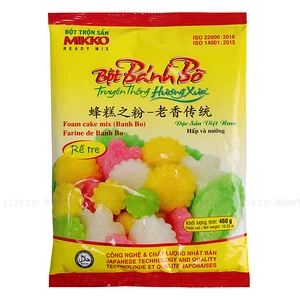 BỘT TRỘN SẴN
MIKKO
READY MIX
ISO 22000:2018
ISO 14001:2015
Bột Bánh Bò
Truyền Thống Hương Xưa
蜂糕之粉-老香传统
Foam cake mix (Banh Bo)
Farine de Banh Bo
Đặc Sản Việt Nam
Hấp và nướng
Rễ tre
LOTTE Mart
Khối lượng tịnh: 460 g
CÔNG NGHỆ & CHẤT LƯỢNG NHẬT BẢN
JAPANESE TECHNOLOGY AND QUALITY
TECHNOLOGIE ET QUALITÉ JAPONAISES